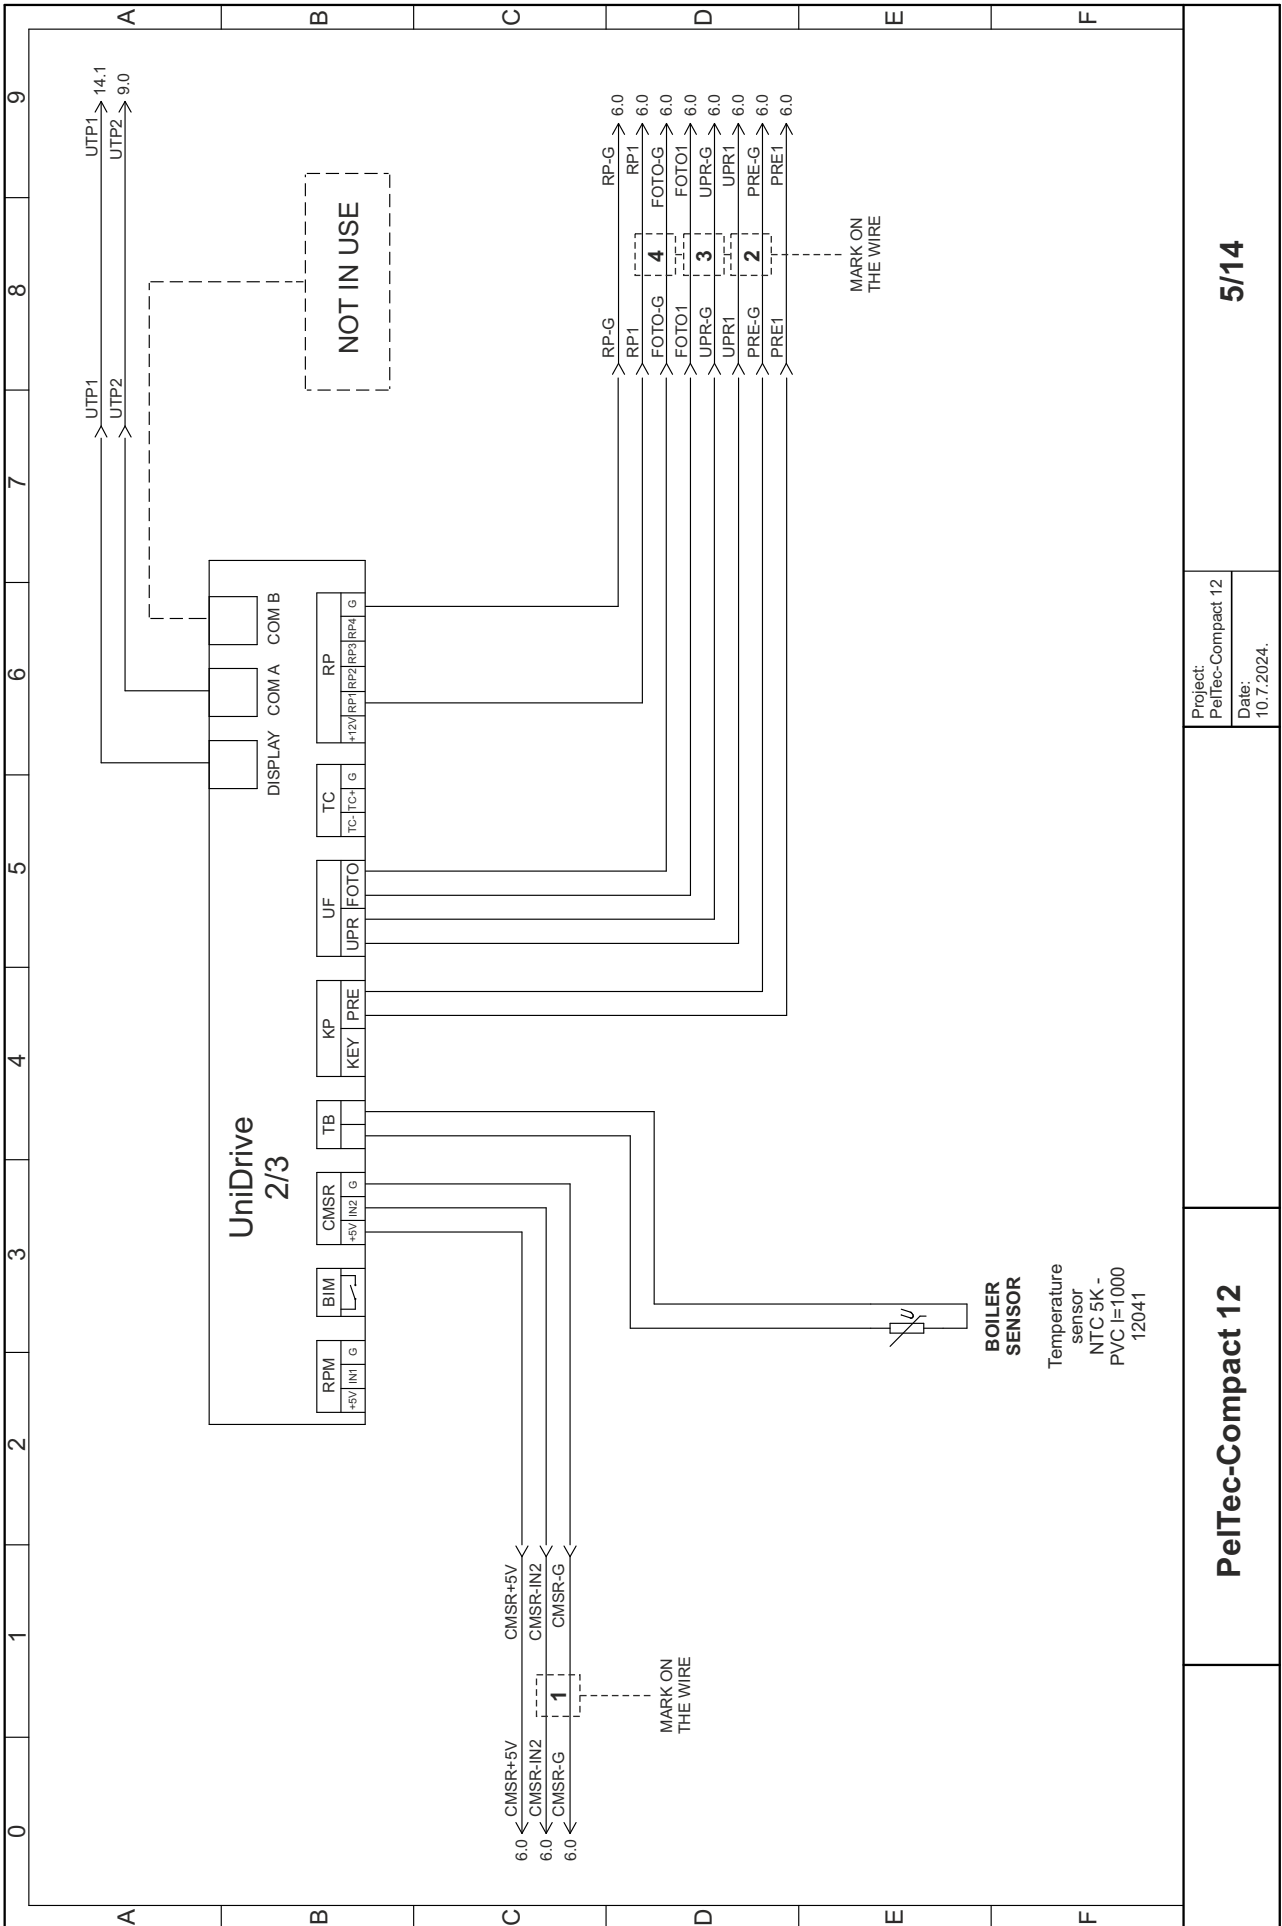 0 1 2 3 4 5 6 7 8 9
A
A
UTP1
UTP1
14.1
UTP2
UTP2
9.0
B
B
UniDrive
2/3
DISPLAY
COM A
COM B
NOT IN USE
RPM
+5V IN1 G
BIM
CMSR
+5V IN2 G
TB
KP
KEY PRE
UF
UPR FOTO
TC
TC- TC+ G
RP
+12V RP1 RP2 RP3 RP4 G
C
C
6.0 CMSR+5V CMSR+5V
6.0 CMSR-IN2 CMSR-IN2
6.0 CMSR-G CMSR-G
1
MARK ON
THE WIRE
D
D
RP-G RP-G 6.0
RP1 RP1 6.0
FOTO-G FOTO-G 6.0
FOTO1 FOTO1 6.0
UPR-G UPR-G 6.0
UPR1 UPR1 6.0
PRE-G PRE-G 6.0
PRE1 PRE1 6.0
4
3
2
MARK ON
THE WIRE
E
E
U
BOILER
SENSOR
Temperature
sensor
NTC 5K -
PVC l=1000
12041
F
F
PelTec-Compact 12
Project:
PelTec-Compact 12
Date:
10.7.2024.
5/14